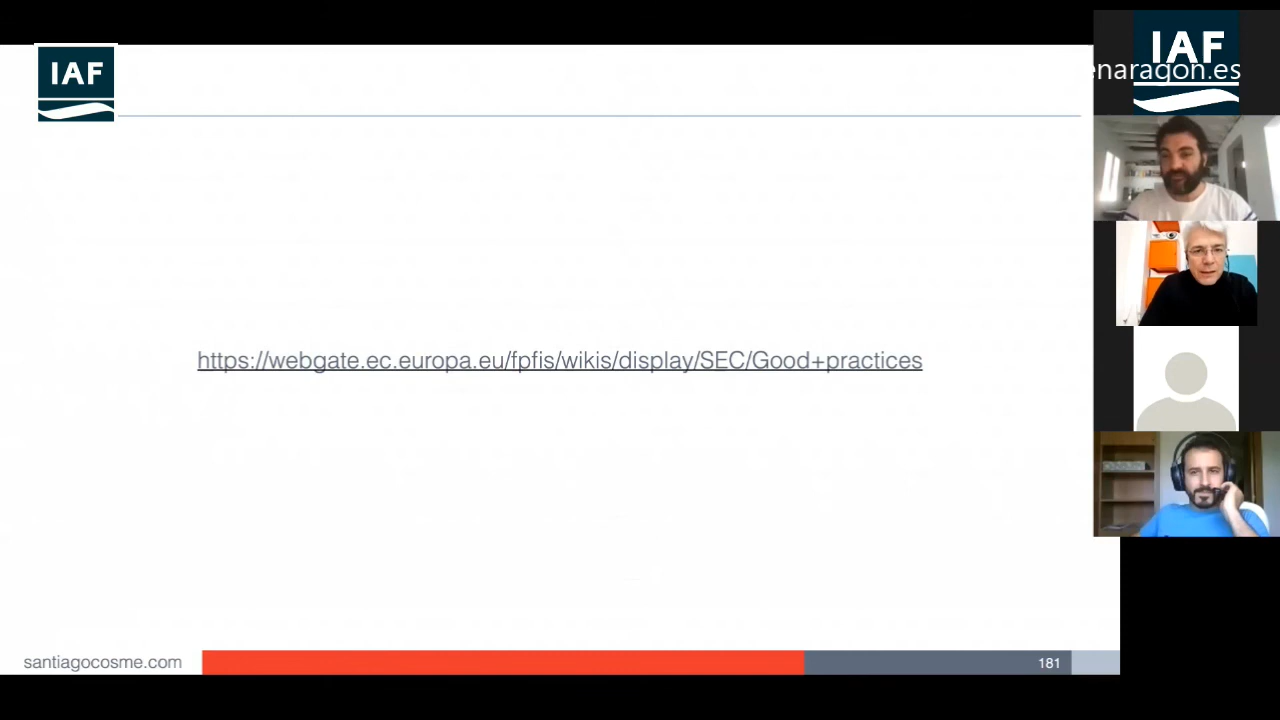 IAF
IAF
enaragon.es
https://webgate.ec.europa.eu/fpfis/wikis/display/SEC/Good+practices
santiagocosme.com
181